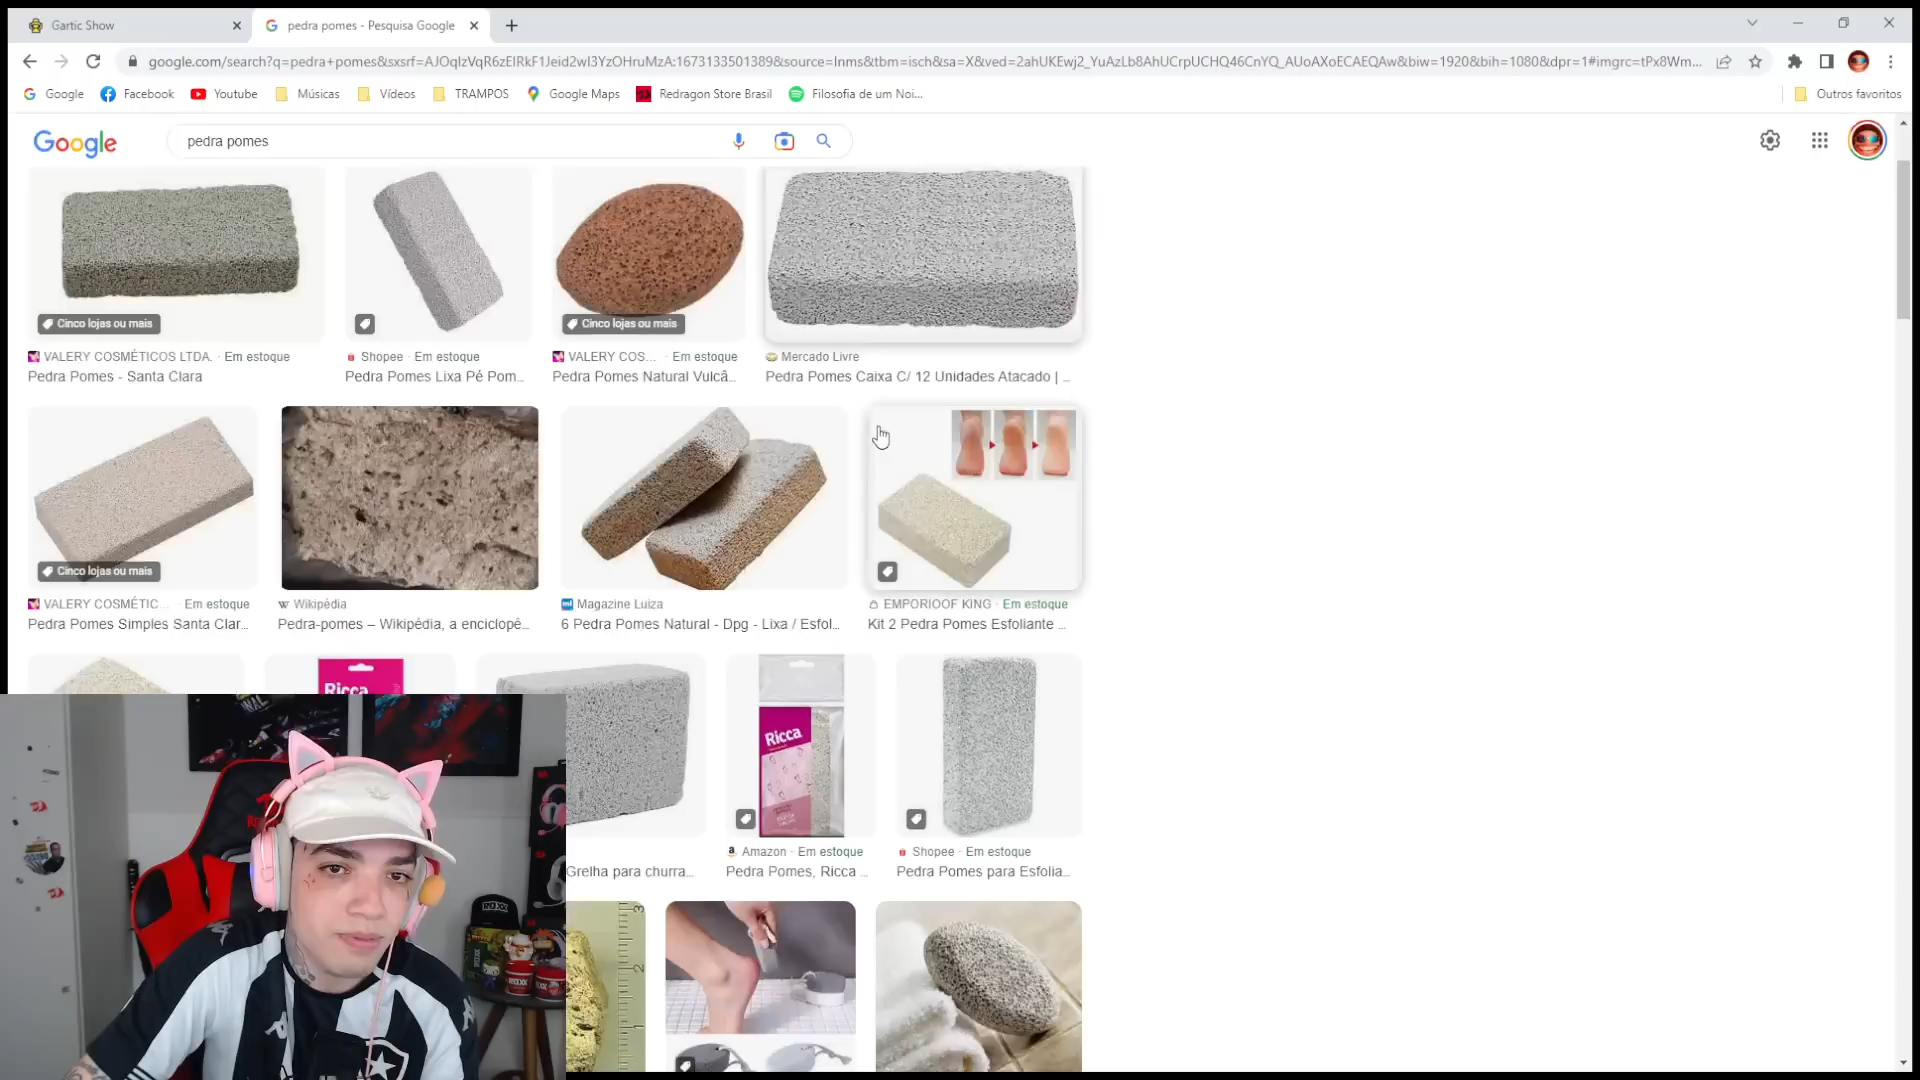 Gartic Show
pedra pomes - Pesquisa Google
google.com/search?q=pedra+pomes&sxsrf=AJOqlzVqR6zElRkF1Jeid2wI3YzOHruMzA:1673133501389&source=lnms&tbm=isch&sa=X&ved=2ahUKEwj2_YuAzLb8AhUCrpUCHQ46CnYQ_AUoAXoECAEQAw&biw=1920&bih=1080&dpr=1#imgrc=tPx8Wm...
Google Facebook Youtube Músicas Vídeos TRAMPOS Google Maps Redragon Store Brasil Filosofia de um Noi... Outros favoritos
Google
pedra pomes
Cinco lojas ou mais
Cinco lojas ou mais
VALERY COSMÉTICOS LTDA. · Em estoque
Pedra Pomes - Santa Clara
Shopee · Em estoque
Pedra Pomes Lixa Pé Pom...
VALERY COS... · Em estoque
Pedra Pomes Natural Vulcâ...
Mercado Livre
Pedra Pomes Caixa C/ 12 Unidades Atacado | ...
Cinco lojas ou mais
VALERY COSMÉTIC... · Em estoque
Pedra Pomes Simples Santa Clar...
W Wikipédia
Pedra-pomes – Wikipédia, a enciclopé...
Magazine Luiza
6 Pedra Pomes Natural - Dpg - Lixa / Esfol...
EMPORIOOF KING · Em estoque
Kit 2 Pedra Pomes Esfoliante ...
Ricca
Ricca
Grelha para churra...
Amazon · Em estoque
Pedra Pomes, Ricca ...
Shopee · Em estoque
Pedra Pomes para Esfolia...
3
2
1